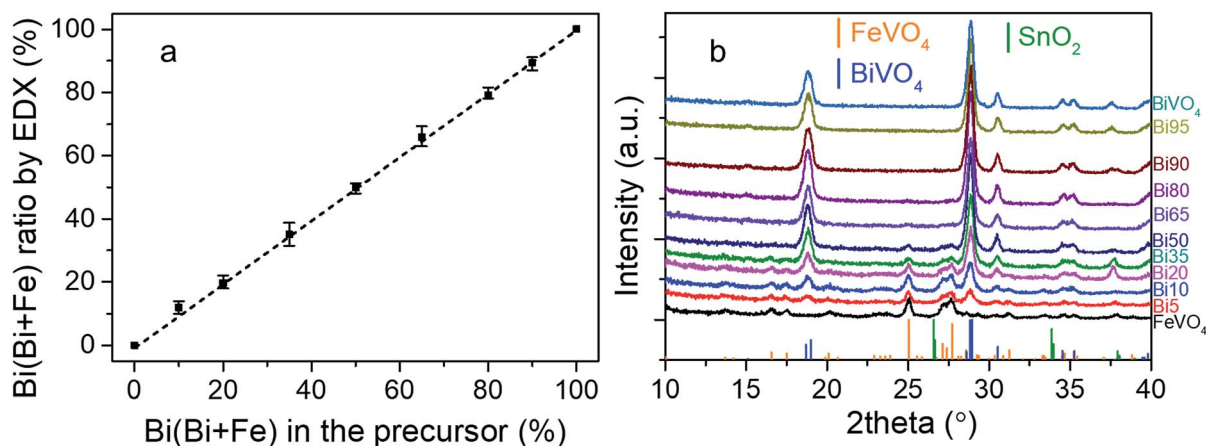 a
Bi(Bi+Fe) ratio by EDX (%)
100
80
60
40
20
0
0 20 40 60 80 100
Bi(Bi+Fe) in the precursor (%)
b
FeVO₄ SnO₂
BiVO₄
Intensity (a.u.)
BiVO₄
Bi95
Bi90
Bi80
Bi65
Bi50
Bi35
Bi20
Bi10
Bi5
FeVO₄
10 15 20 25 30 35 40
2theta (°)